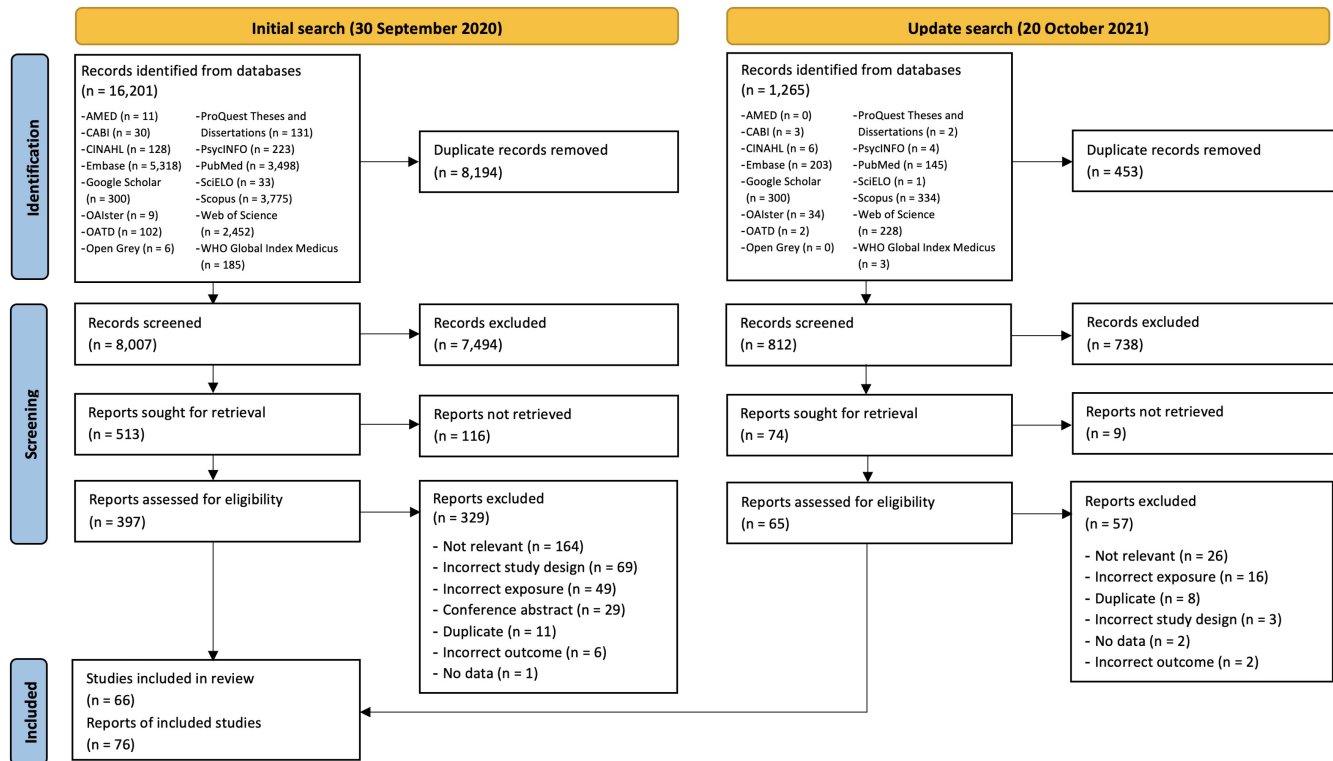 Initial search (30 September 2020)
Update search (20 October 2021)
Identification
Records identified from databases
(n = 16,201)
-AMED (n = 11)
-CABI (n = 30)
-CINAHL (n = 128)
-Embase (n = 5,318)
-Google Scholar
(n = 300)
-OAIster (n = 9)
-OATD (n = 102)
-Open Grey (n = 6)
-ProQuest Theses and
Dissertations (n = 131)
-PsycINFO (n = 223)
-PubMed (n = 3,498)
-SciELO (n = 33)
-Scopus (n = 3,775)
-Web of Science
(n = 2,452)
-WHO Global Index Medicus
(n = 185)
Duplicate records removed
(n = 8,194)
Records identified from databases
(n = 1,265)
-AMED (n = 0)
-CABI (n = 3)
-CINAHL (n = 6)
-Embase (n = 203)
-Google Scholar
(n = 300)
-OAIster (n = 34)
-OATD (n = 2)
-Open Grey (n = 0)
-ProQuest Theses and
Dissertations (n = 2)
-PsycINFO (n = 4)
-PubMed (n = 145)
-SciELO (n = 1)
-Scopus (n = 334)
-Web of Science
(n = 228)
-WHO Global Index Medicus
(n = 3)
Duplicate records removed
(n = 453)
Screening
Records screened
(n = 8,007)
Records excluded
(n = 7,494)
Records screened
(n = 812)
Records excluded
(n = 738)
Reports sought for retrieval
(n = 513)
Reports not retrieved
(n = 116)
Reports sought for retrieval
(n = 74)
Reports not retrieved
(n = 9)
Reports assessed for eligibility
(n = 397)
Reports excluded
(n = 329)
- Not relevant (n = 164)
- Incorrect study design (n = 69)
- Incorrect exposure (n = 49)
- Conference abstract (n = 29)
- Duplicate (n = 11)
- Incorrect outcome (n = 6)
- No data (n = 1)
Reports assessed for eligibility
(n = 65)
Reports excluded
(n = 57)
- Not relevant (n = 26)
- Incorrect exposure (n = 16)
- Duplicate (n = 8)
- Incorrect study design (n = 3)
- No data (n = 2)
- Incorrect outcome (n = 2)
Included
Studies included in review
(n = 66)
Reports of included studies
(n = 76)